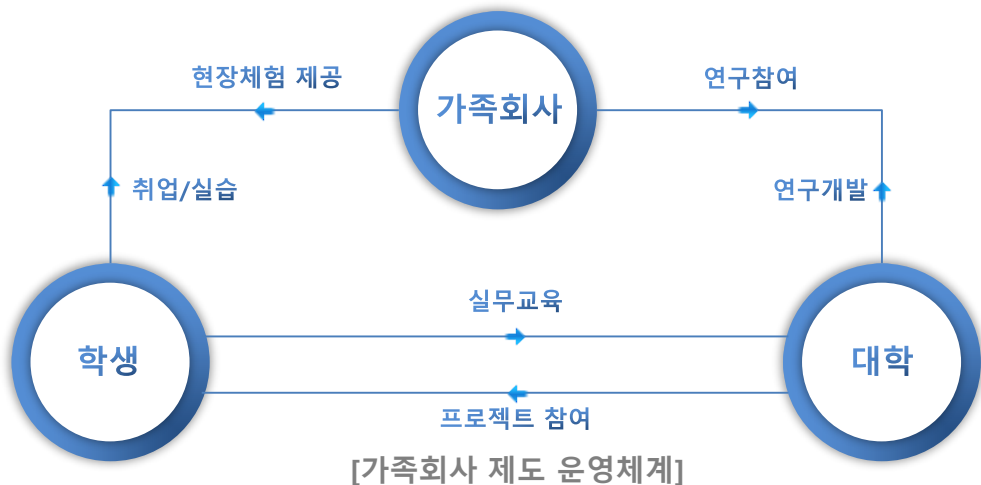 현장체험 제공
연구참여
가족회사
취업/실습
연구개발
실무교육
학생
대학
프로젝트 참여
[가족회사 제도 운영체계]